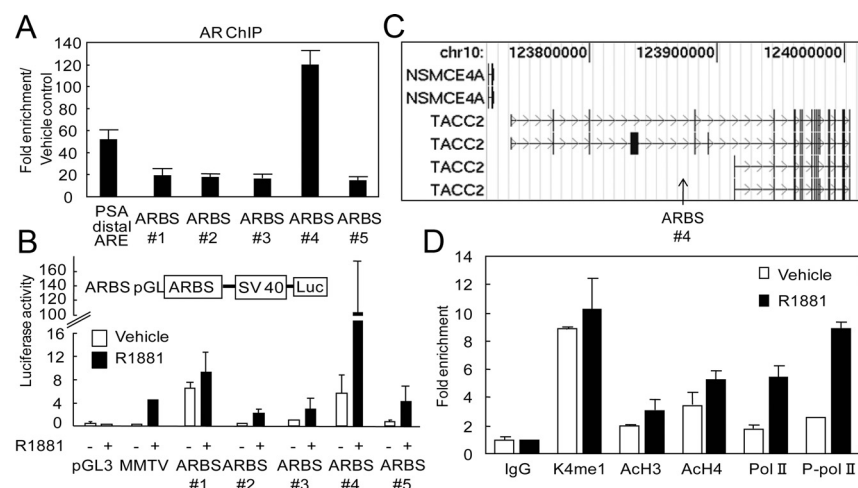 A
AR ChIP
Fold enrichment/
Vehicle control
140
120
100
80
60
40
20
0
PSA
distal
ARE
ARBS
#1
ARBS
#2
ARBS
#3
ARBS
#4
ARBS
#5
B
Luciferase activity
160
140
120
100
16
12
8
4
0
ARBS pGL ARBS SV 40 Luc
Vehicle
R1881
R1881 - + - + - + - + - + - + - +
pGL3 MMTV ARBS ARBS ARBS ARBS ARBS
#1 #2 #3 #4 #5
C
chr10: 123800000 123900000 124000000
NSMCE4A
NSMCE4A
TACC2
TACC2
TACC2
TACC2
ARBS
#4
D
Fold enrichment
14
12
10
8
6
4
2
0
Vehicle
R1881
IgG K4me1 AcH3 AcH4 Pol II P-pol II